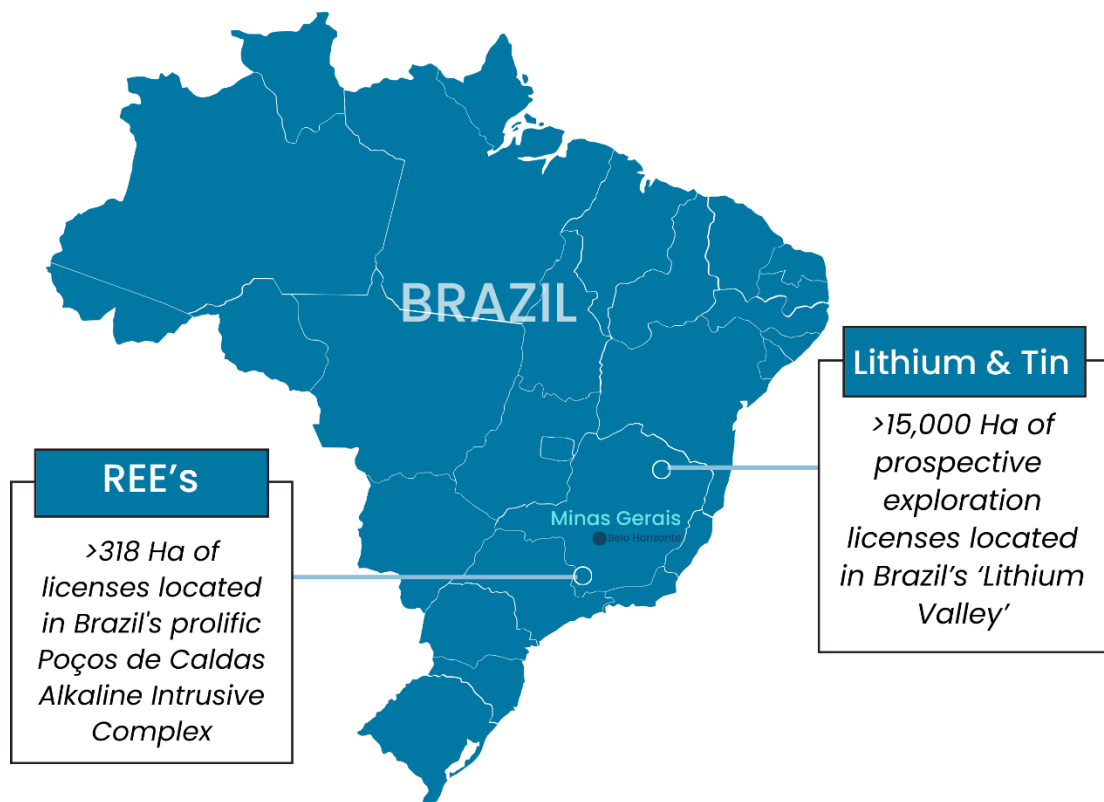 BRAZIL
Lithium & Tin
>15,000 Ha of
prospective
exploration
licenses located
in Brazil's ‘Lithium
Valley’
REE's
>318 Ha of
licenses located
in Brazil's prolific
Poços de Caldas
Alkaline Intrusive
Complex
Minas Gerais
Belo Horizonte